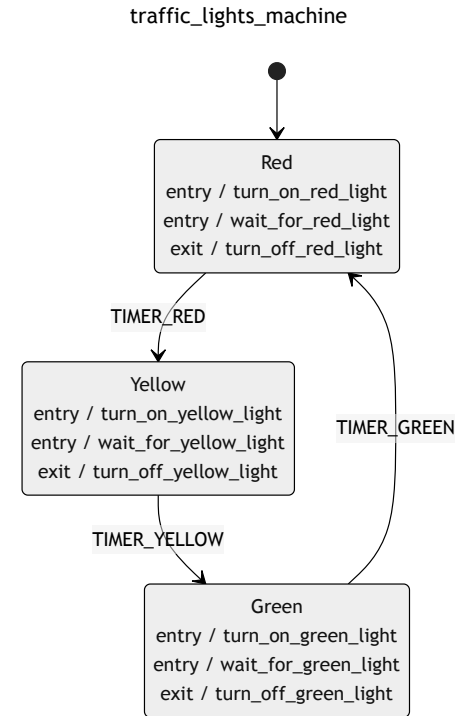 traffic_lights_machine
Red
entry / turn_on_red_light
entry / wait_for_red_light
exit / turn_off_red_light
TIMER_RED
Yellow
entry / turn_on_yellow_light
entry / wait_for_yellow_light
exit / turn_off_yellow_light
TIMER_GREEN
TIMER_YELLOW
Green
entry / turn_on_green_light
entry / wait_for_green_light
exit / turn_off_green_light